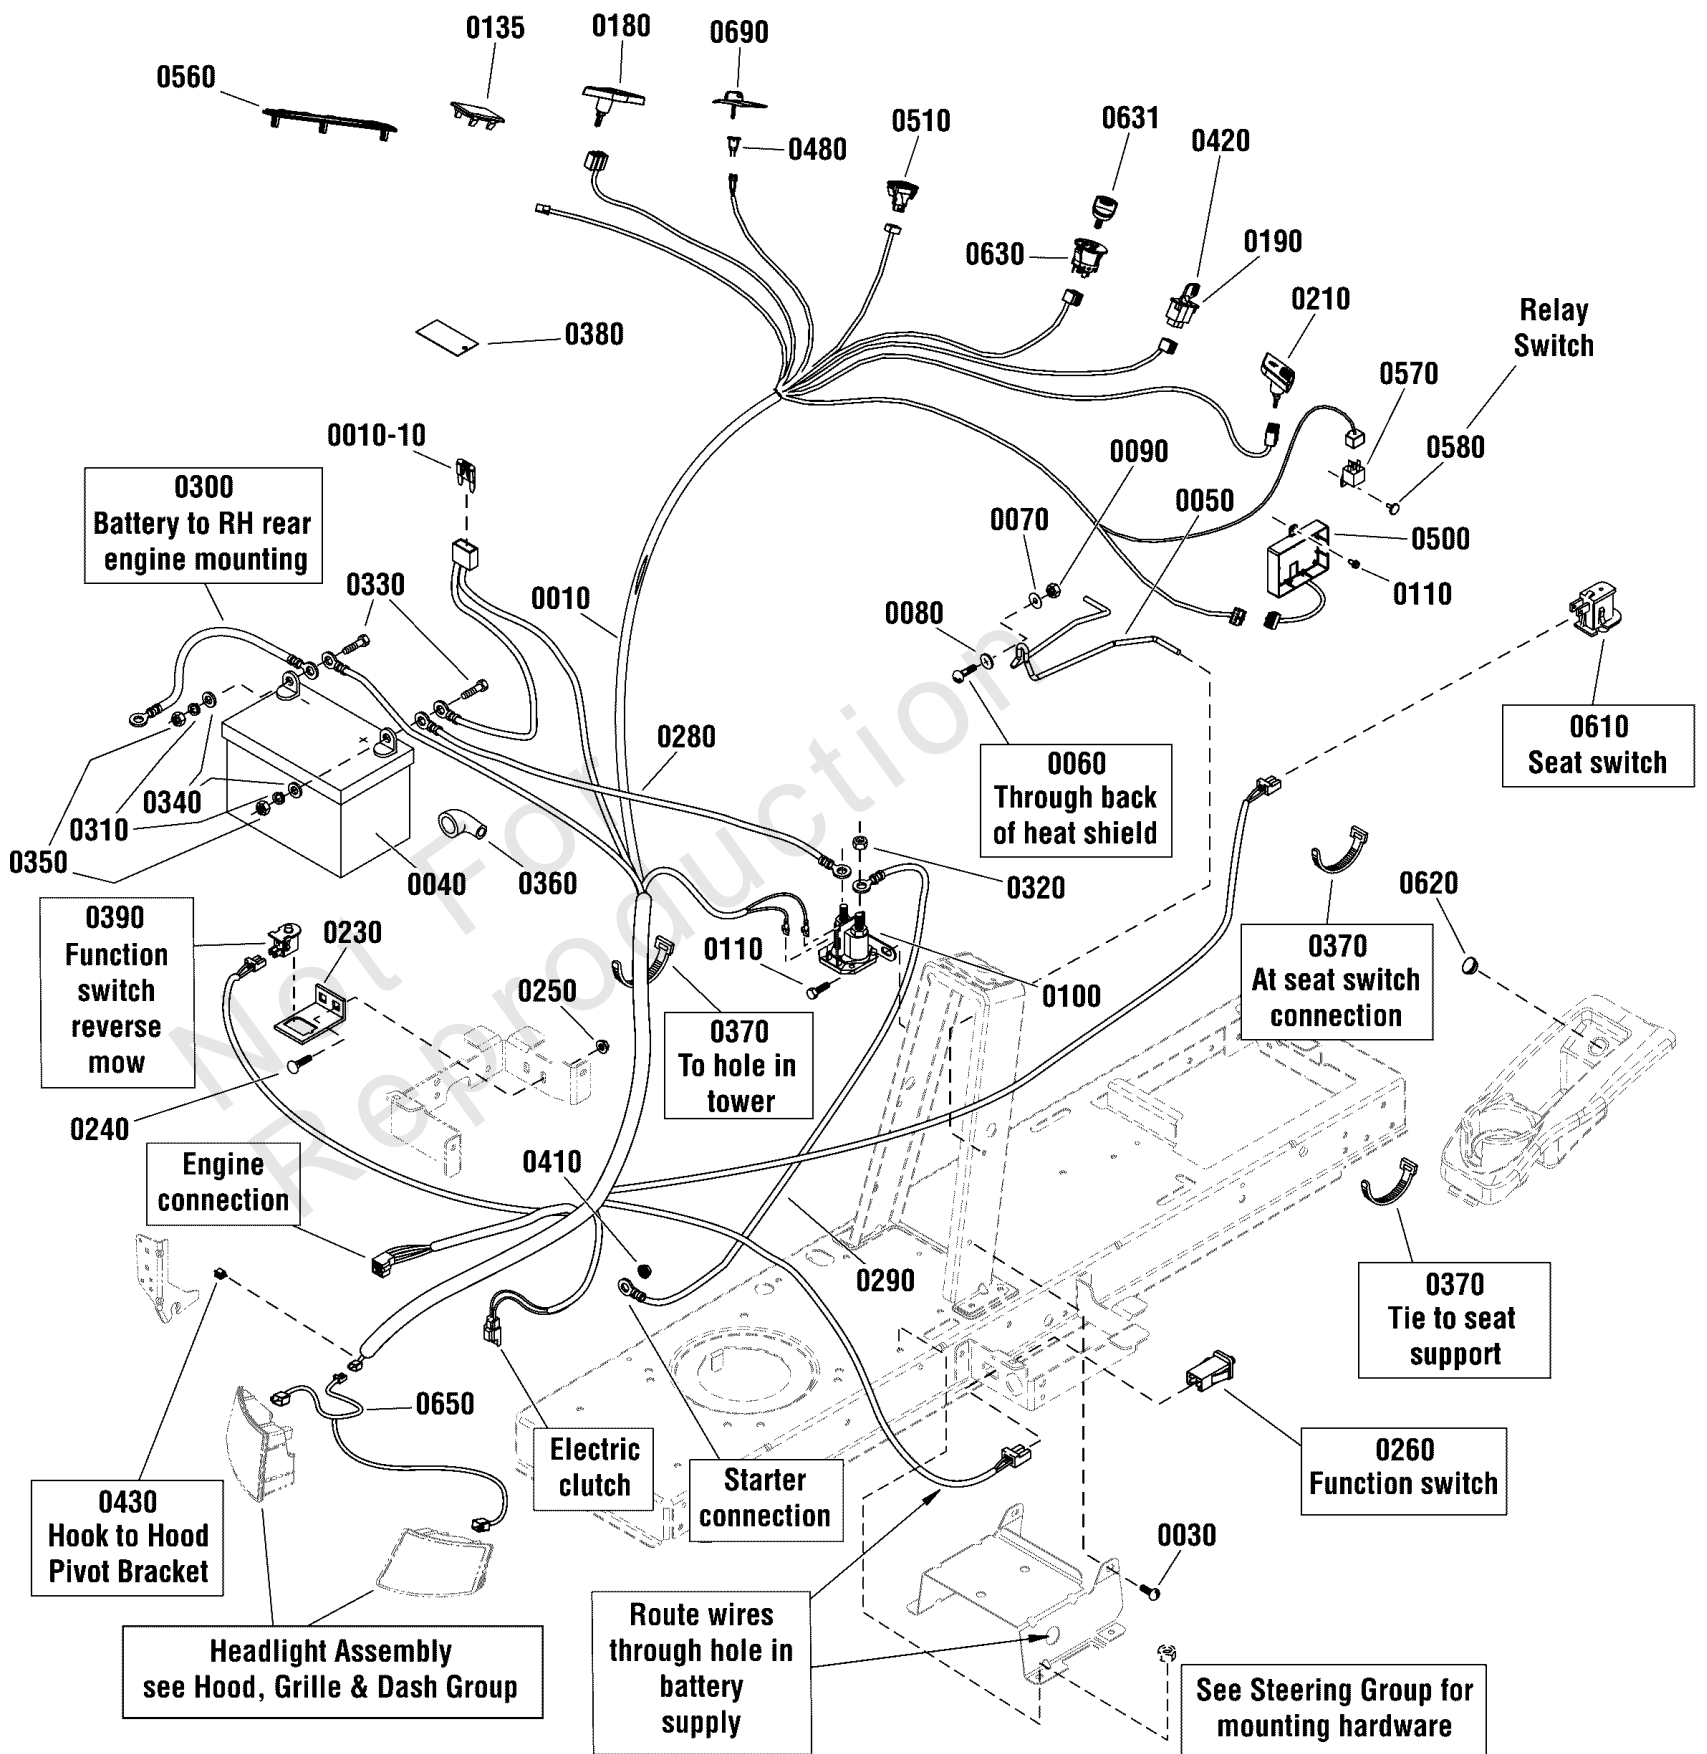 0135
0180
0690
0560
0510
0631
0420
0480
0630
0190
0210
Relay
Switch
0380
0570
0010-10
0090
0580
0300
Battery to RH rear
engine mounting
0070
0050
0500
0330
0010
0080
0110
0280
0610
Seat switch
0340
0060
Through back
of heat shield
0310
0350
0040
0360
0320
0620
0390
Function
switch
reverse
mow
0230
0110
0370
At seat switch
connection
0250
0100
0370
To hole in
tower
0240
Engine
connection
0410
0290
0370
Tie to seat
support
0650
Electric
clutch
Starter
connection
0260
Function switch
0430
Hook to Hood
Pivot Bracket
0030
Route wires
through hole in
battery
supply
Headlight Assembly
see Hood, Grille & Dash Group
See Steering Group for
mounting hardware
Not For
Reproduction